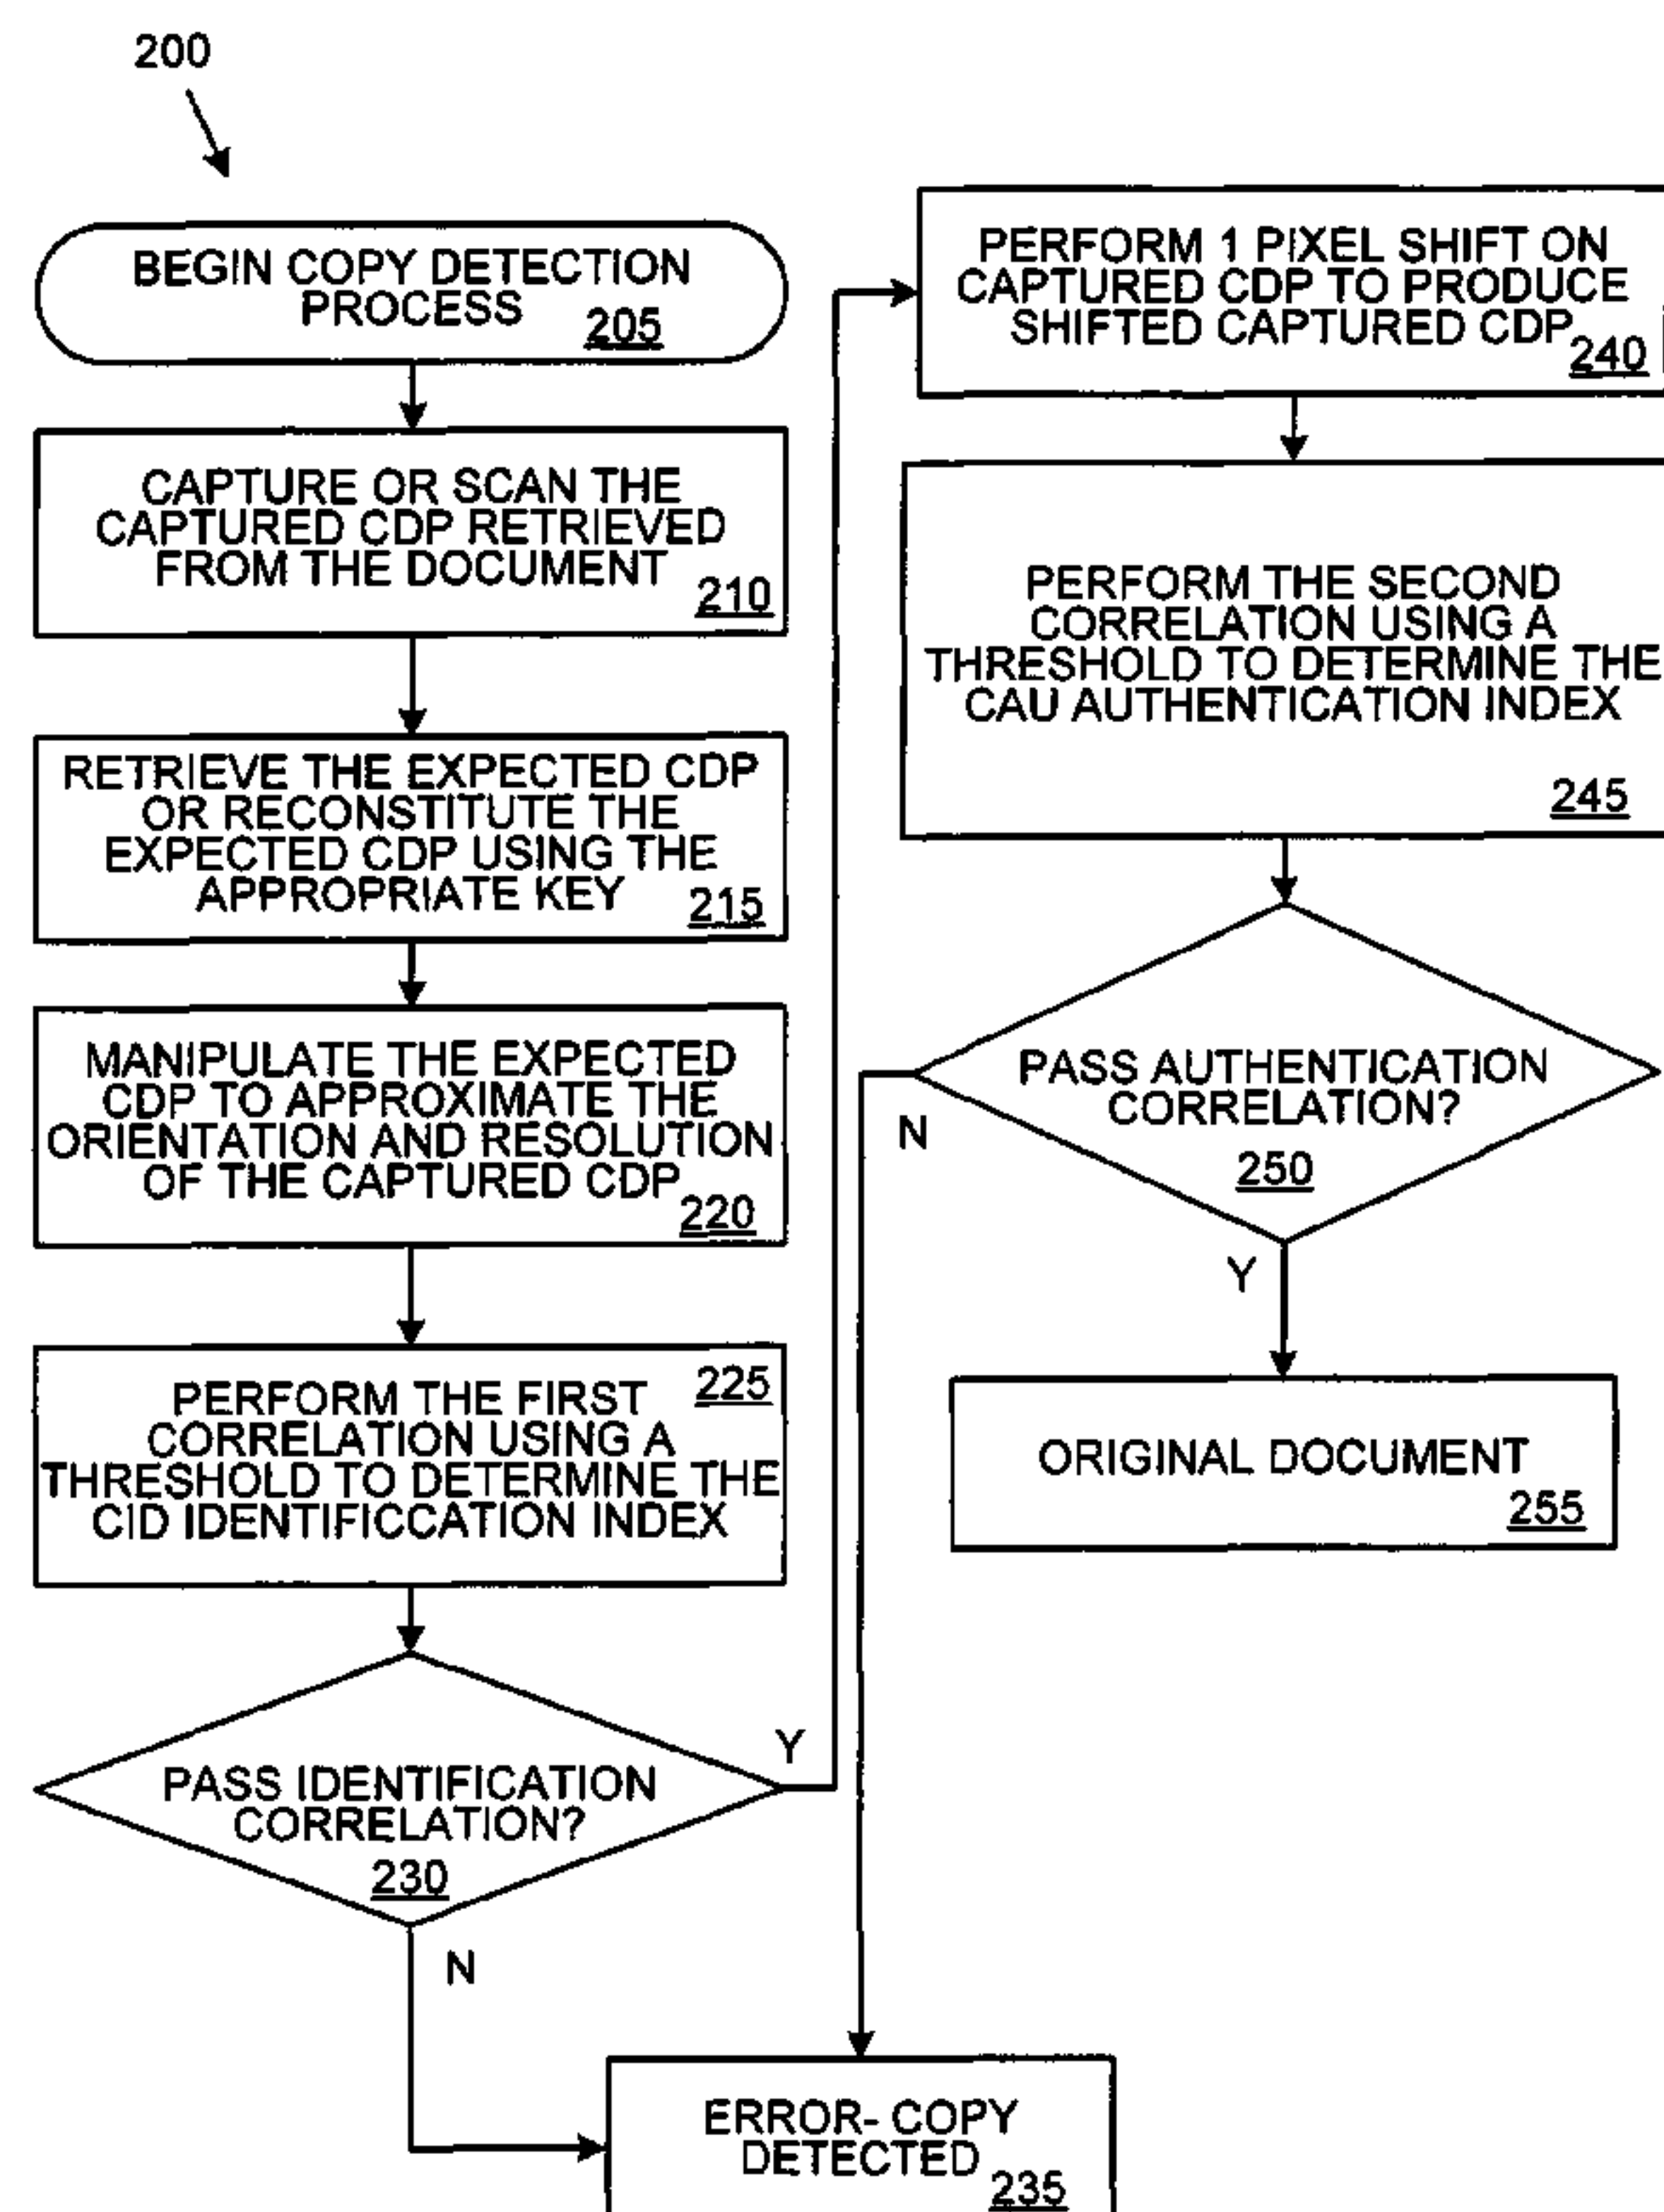 200
BEGIN COPY DETECTION
PROCESS 205
CAPTURE OR SCAN THE
CAPTURED CDP RETRIEVED
FROM THE DOCUMENT
210
RETRIEVE THE EXPECTED CDP
OR RECONSTITUTE THE
EXPECTED CDP USING THE
APPROPRIATE KEY
215
MANIPULATE THE EXPECTED
CDP TO APPROXIMATE THE
ORIENTATION AND RESOLUTION
OF THE CAPTURED CDP
220
225
PERFORM THE FIRST
CORRELATION USING A
THRESHOLD TO DETERMINE THE
CID IDENTIFICCATION INDEX
PASS IDENTIFICATION
CORRELATION?
230
Y
N
PERFORM 1 PIXEL SHIFT ON
CAPTURED CDP TO PRODUCE
SHIFTED CAPTURED CDP
240
PERFORM THE SECOND
CORRELATION USING A
THRESHOLD TO DETERMINE THE
CAU AUTHENTICATION INDEX
245
PASS AUTHENTICATION
CORRELATION?
250
N
Y
ORIGINAL DOCUMENT
255
ERROR- COPY
DETECTED
235